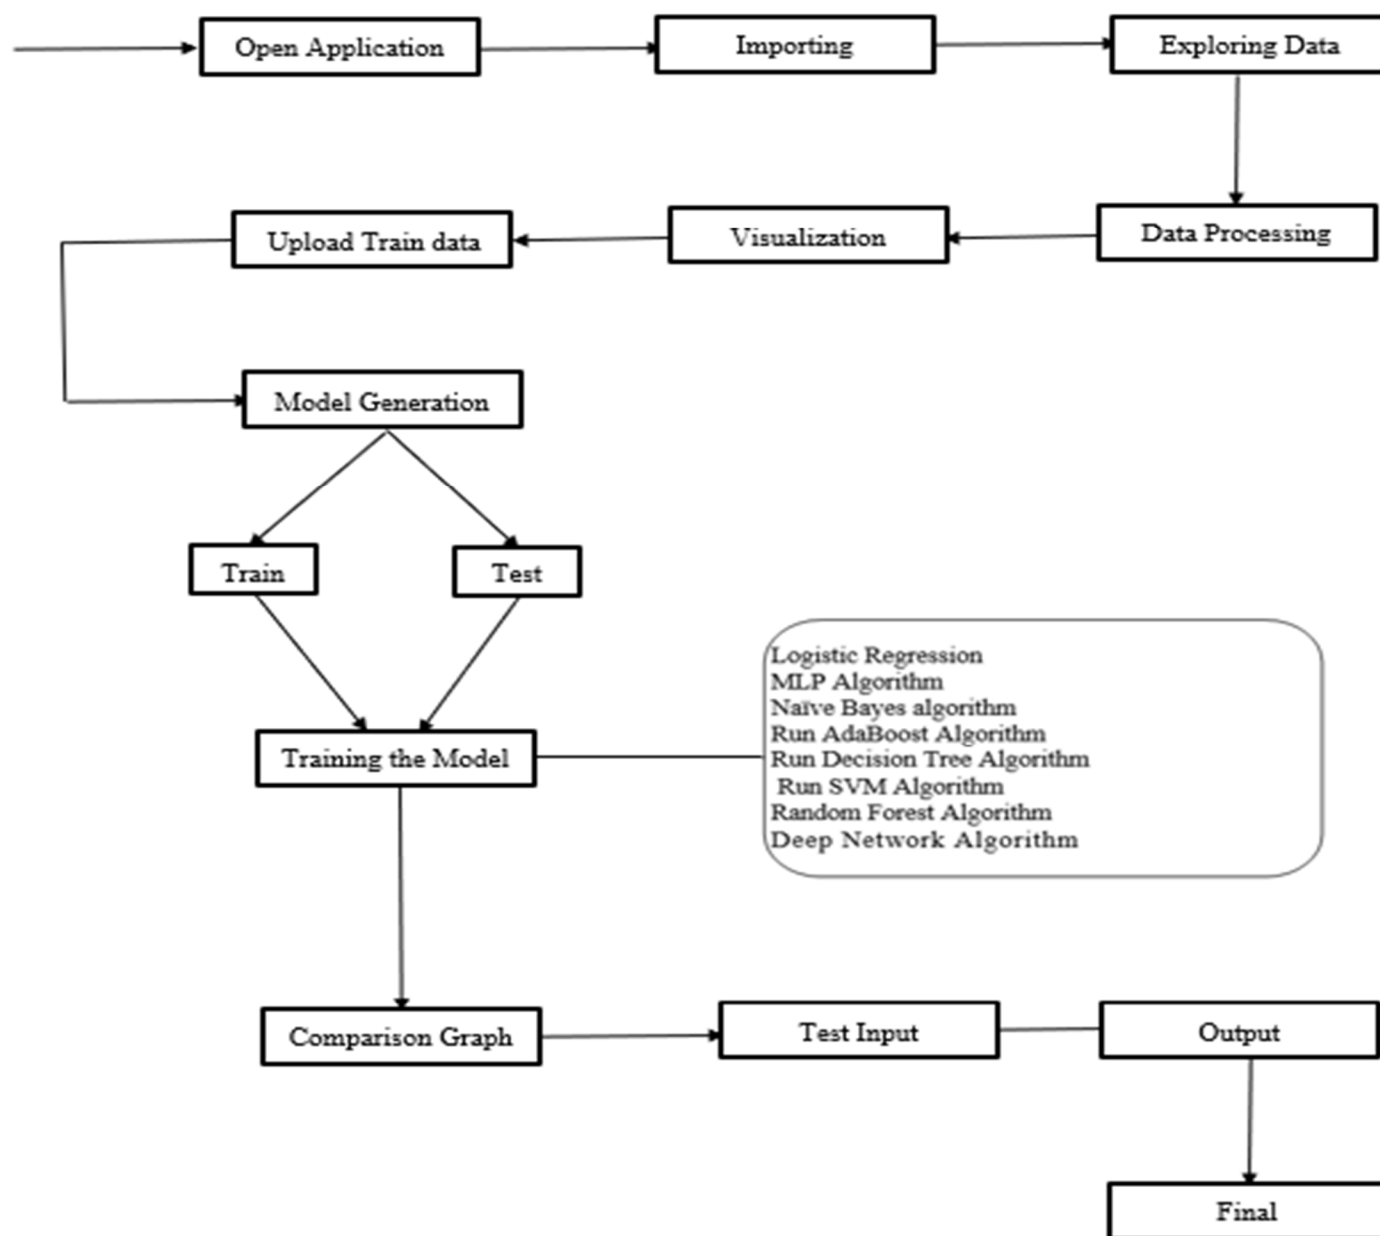 Open Application
Importing
Exploring Data
Data Processing
Visualization
Upload Train data
Model Generation
Train
Test
Training the Model
Logistic Regression
MLP Algorithm
Naïve Bayes algorithm
Run AdaBoost Algorithm
Run Decision Tree Algorithm
Run SVM Algorithm
Random Forest Algorithm
Deep Network Algorithm
Comparison Graph
Test Input
Output
Final